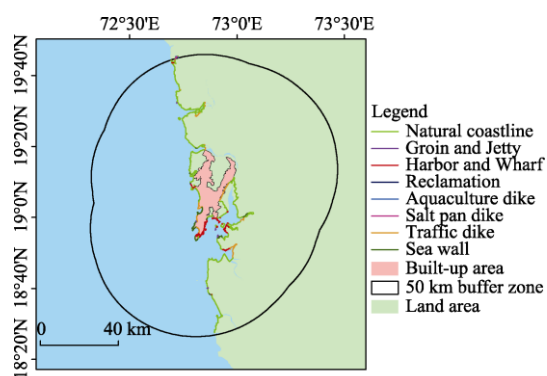 72°30'E 73°0'E 73°30'E
19°40'N
19°20'N
19°0'N
18°40'N
18°20'N
0 40 km
Legend
Natural coastline
Groin and Jetty
Harbor and Wharf
Reclamation
Aquaculture dike
Salt pan dike
Traffic dike
Sea wall
Built-up area
50 km buffer zone
Land area